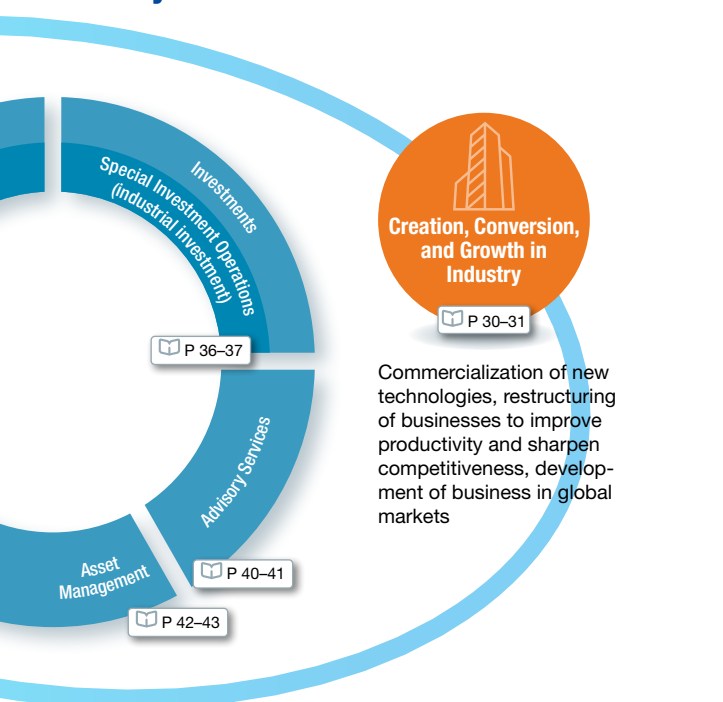 Investments
Special Investment Operations
(industrial investment)
P 36–37
Creation, Conversion,
and Growth in
Industry
P 30–31
Commercialization of new
technologies, restructuring
of businesses to improve
productivity and sharpen
competitiveness, develop-
ment of business in global
markets
Advisory Services
P 40–41
Asset
Management
P 42–43